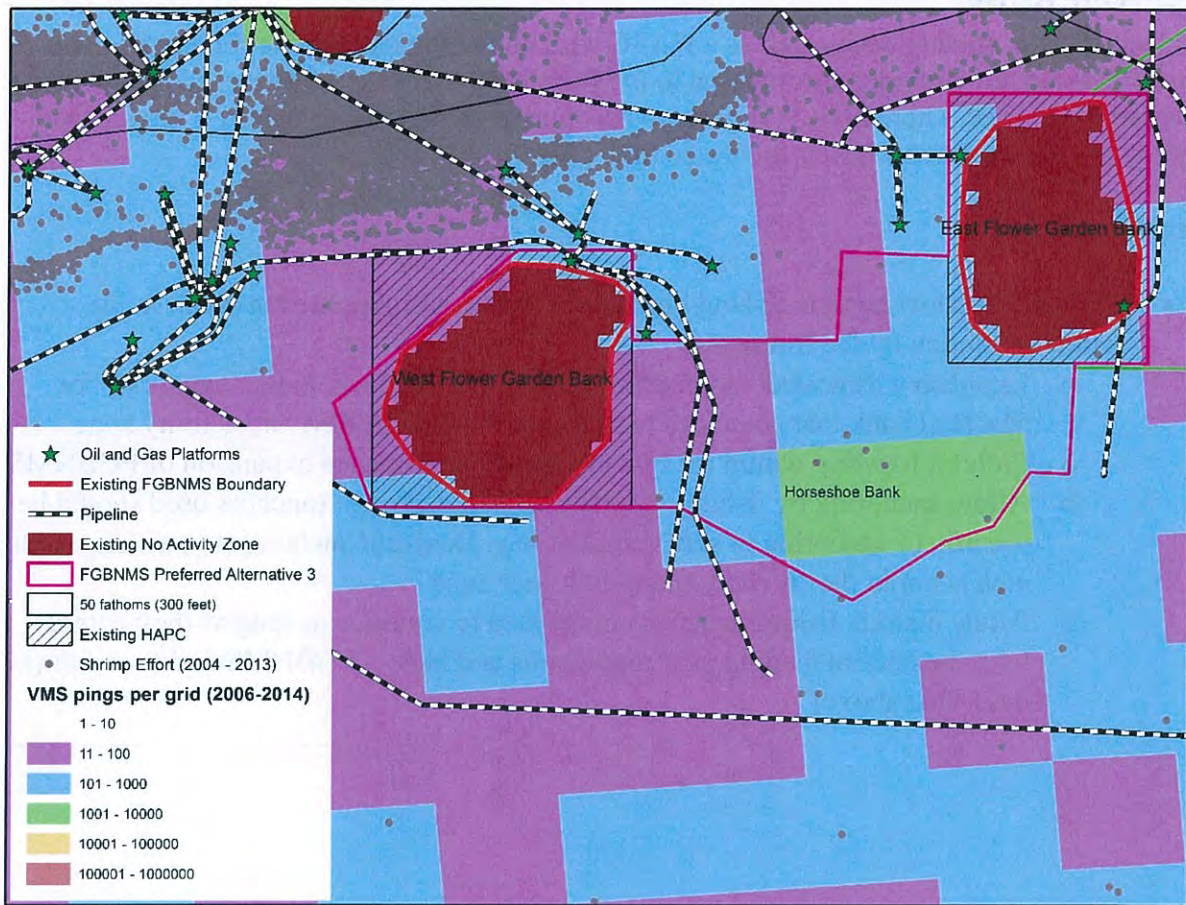 East Flower Garden Bank
West Flower Garden Bank
Horseshoe Bank
Oil and Gas Platforms
Existing FGBNMS Boundary
Pipeline
Existing No Activity Zone
FGBNMS Preferred Alternative 3
50 fathoms (300 feet)
Existing HAPC
Shrimp Effort (2004 - 2013)
VMS pings per grid (2006-2014)
1 - 10
11 - 100
101 - 1000
1001 - 10000
10001 - 100000
100001 - 1000000